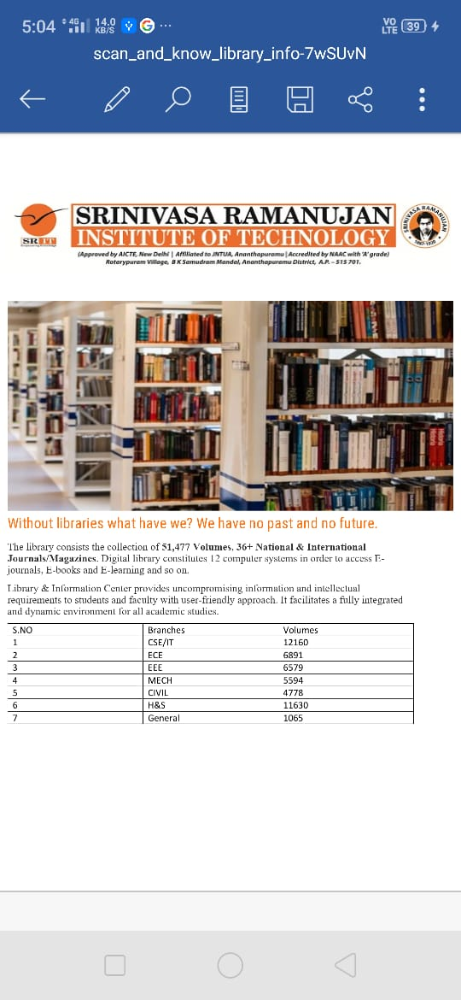 5:04 4G 14.0 KB/S G ... VO LTE 39
scan_and_know_library_info-7wSUvN
SRIT
SRINIVASA RAMANUJAN
INSTITUTE OF TECHNOLOGY
SRINIVASA RAMANUJAN
1887-1920
(Approved by AICTE, New Delhi | Affiliated to JNTUA, Ananthapuramu | Accredited by NAAC with 'A' grade)
Rotarypuram Village, B K Samudram Mandal, Ananthapuramu District, A.P. - 515 701.
Without libraries what have we? We have no past and no future.
The library consists the collection of 51,477 Volumes, 36+ National & International
Journals/Magazines. Digital library constitutes 12 computer systems in order to access E-
journals, E-books and E-learning and so on.
Library & Information Center provides uncompromising information and intellectual
requirements to students and faculty with user-friendly approach. It facilitates a fully integrated
and dynamic environment for all academic studies.
S.NO Branches Volumes
1 CSE/IT 12160
2 ECE 6891
3 EEE 6579
4 MECH 5594
5 CIVIL 4778
6 H&S 11630
7 General 1065